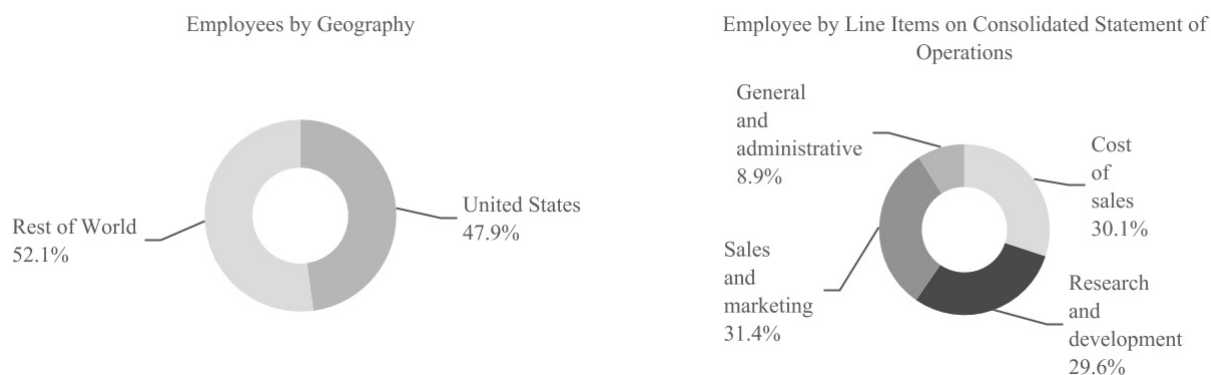 Employees by Geography
Rest of World
52.1%
United States
47.9%
Employee by Line Items on Consolidated Statement of
Operations
General
and
administrative
8.9%
Cost
of
sales
30.1%
Sales
and
marketing
31.4%
Research
and
development
29.6%